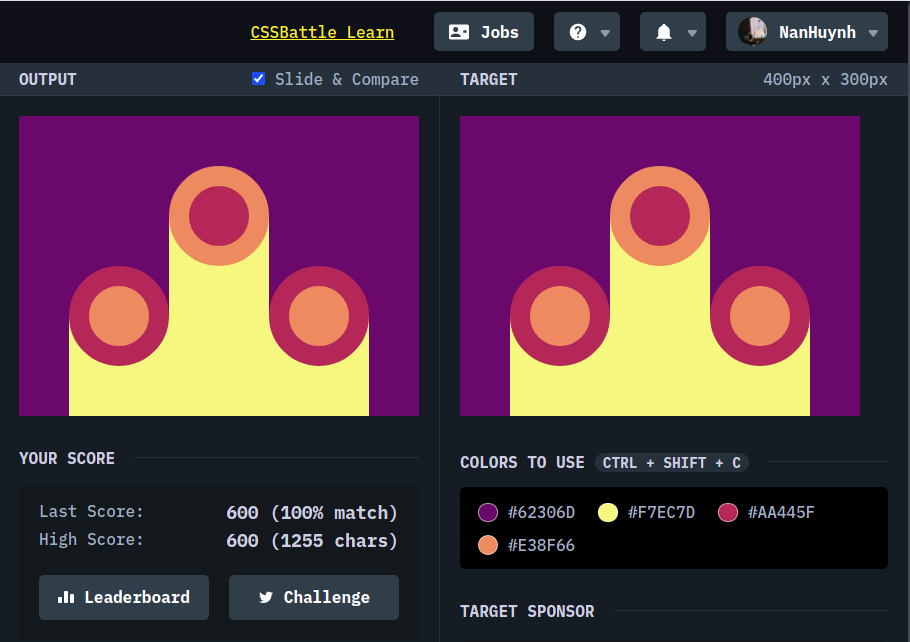 CSSBattle Learn Jobs NanHuynh
OUTPUT Slide & Compare TARGET 400px x 300px
YOUR SCORE
COLORS TO USE CTRL + SHIFT + C
Last Score: 600 (100% match)
High Score: 600 (1255 chars)
#62306D #F7EC7D #AA445F
#E38F66
Leaderboard Challenge
TARGET SPONSOR